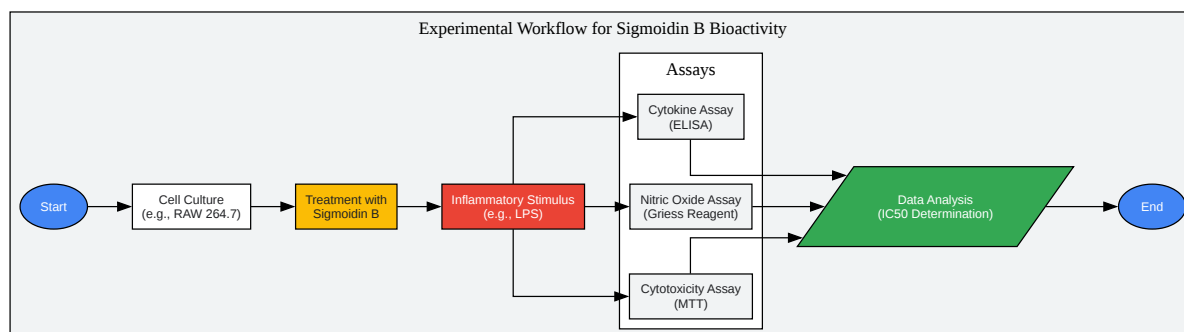 Experimental Workflow for Sigmoidin B Bioactivity
Assays
Start
Cell Culture
(e.g., RAW 264.7)
Treatment with
Sigmoidin B
Inflammatory Stimulus
(e.g., LPS)
Cytokine Assay
(ELISA)
Nitric Oxide Assay
(Griess Reagent)
Cytotoxicity Assay
(MTT)
Data Analysis
(IC50 Determination)
End